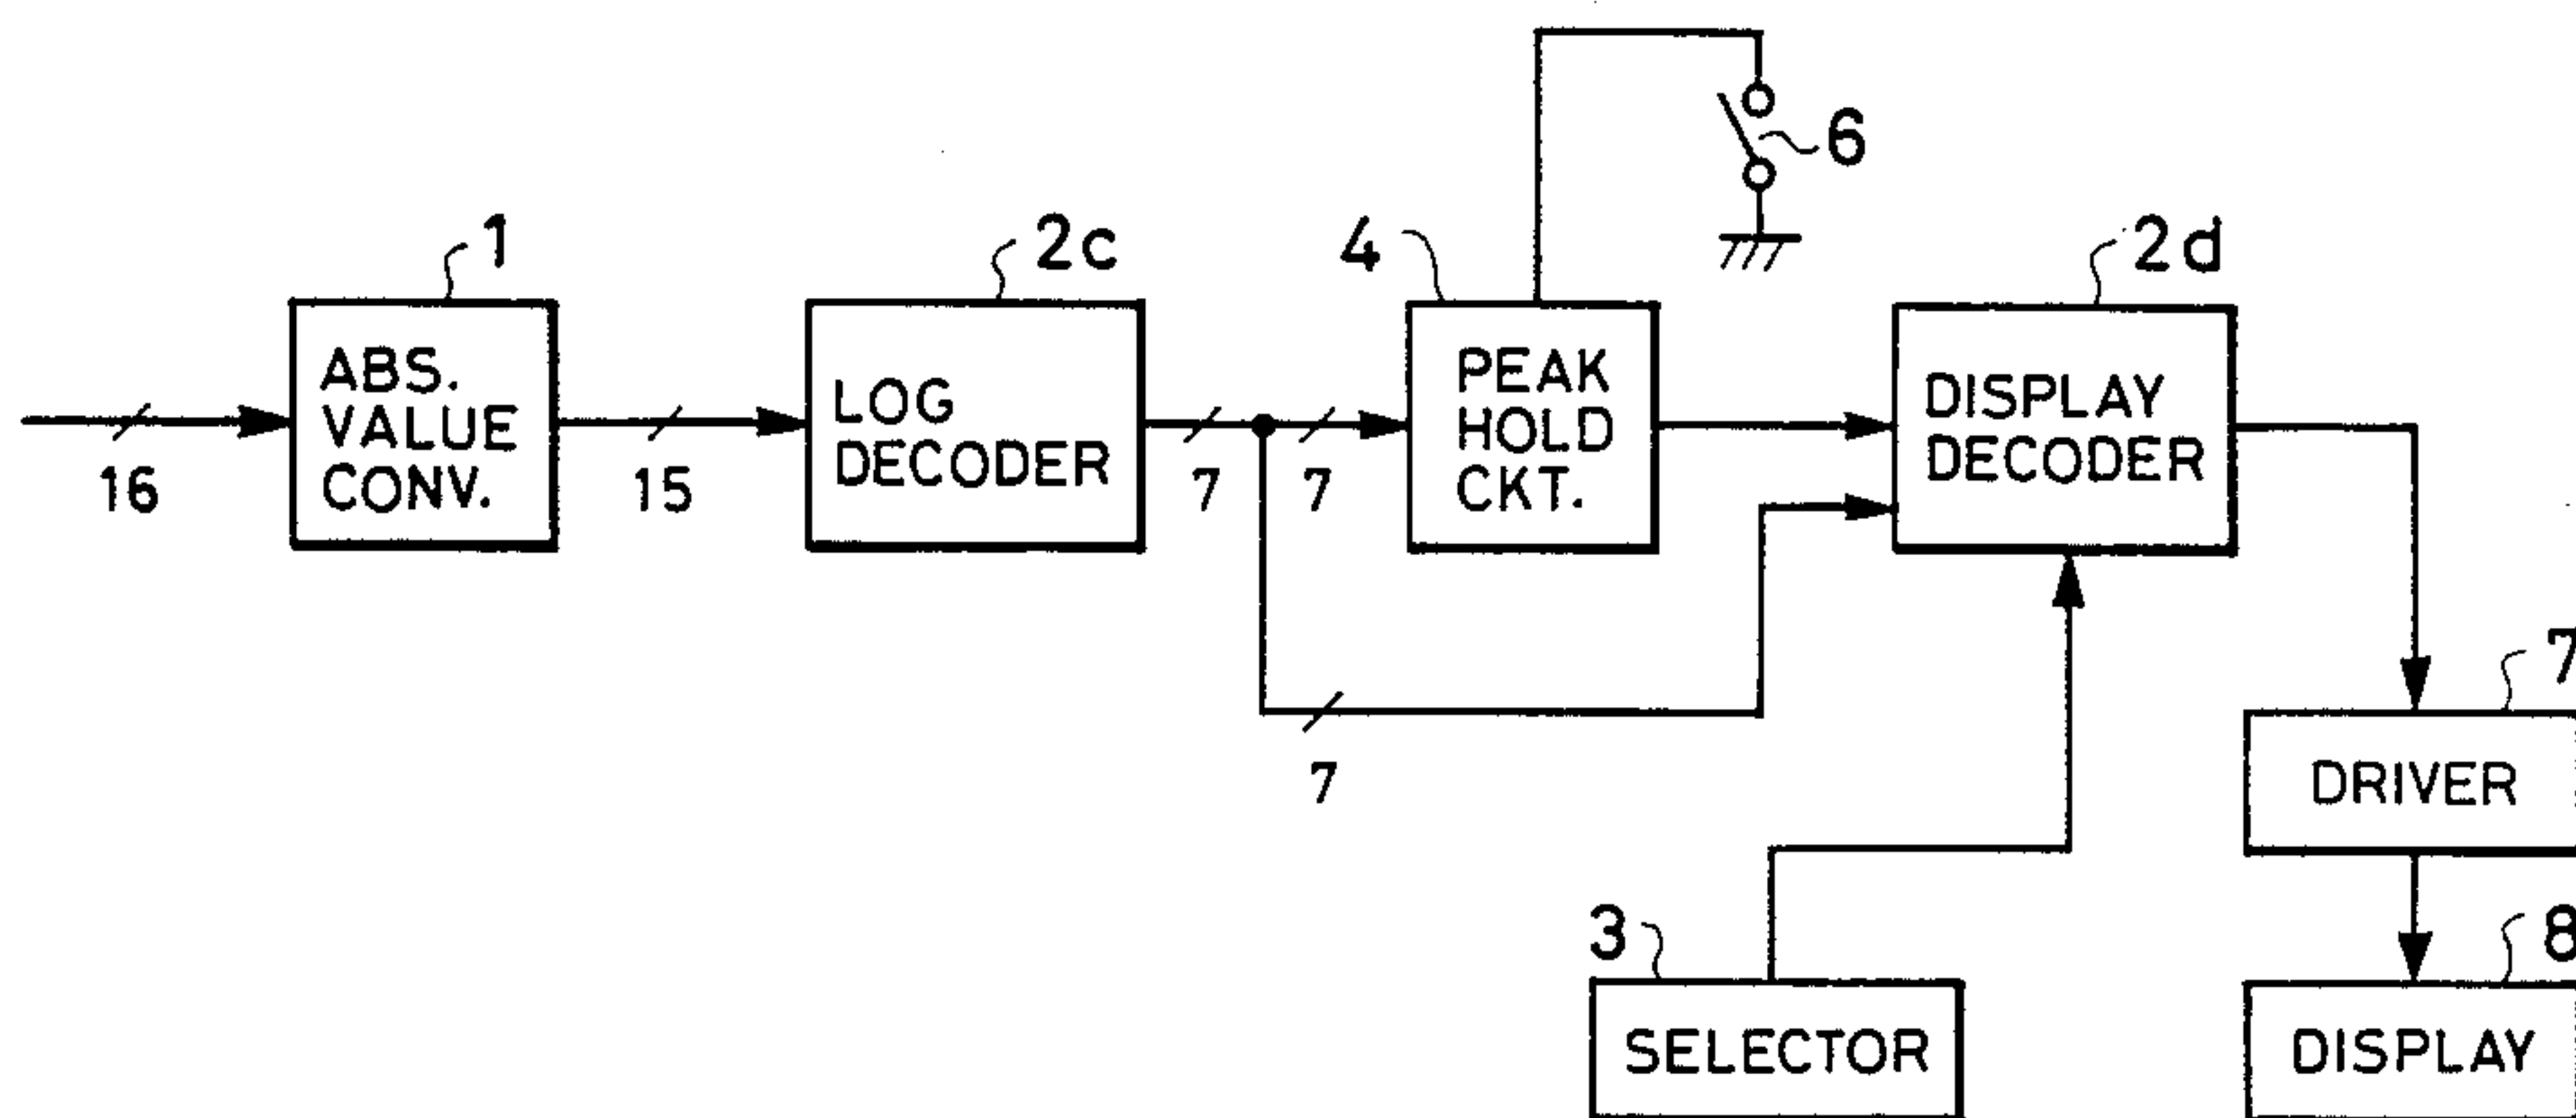 6
1
2c
4
2d
ABS.
VALUE
CONV.
LOG
DECODER
PEAK
HOLD
CKT.
DISPLAY
DECODER
16
15
7
7
7
7
DRIVER
3
8
SELECTOR
DISPLAY